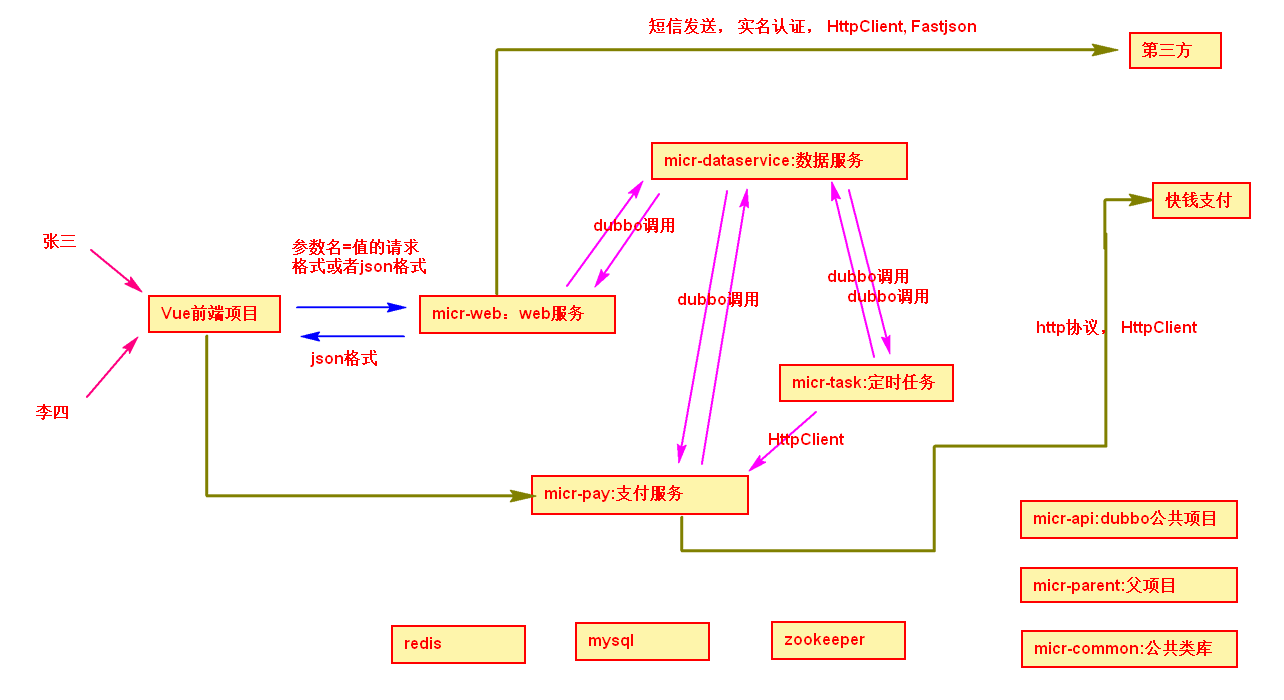 短信发送， 实名认证， HttpClient, Fastjson
第三方
micr-dataservice:数据服务
快钱支付
dubbo调用
张三
参数名=值的请求
格式或者json格式
dubbo调用
dubbo调用
dubbo调用
Vue前端项目
micr-web：web服务
http协议， HttpClient
json格式
micr-task:定时任务
李四
HttpClient
micr-pay:支付服务
micr-api:dubbo公共项目
micr-parent:父项目
redis
mysql
zookeeper
micr-common:公共类库